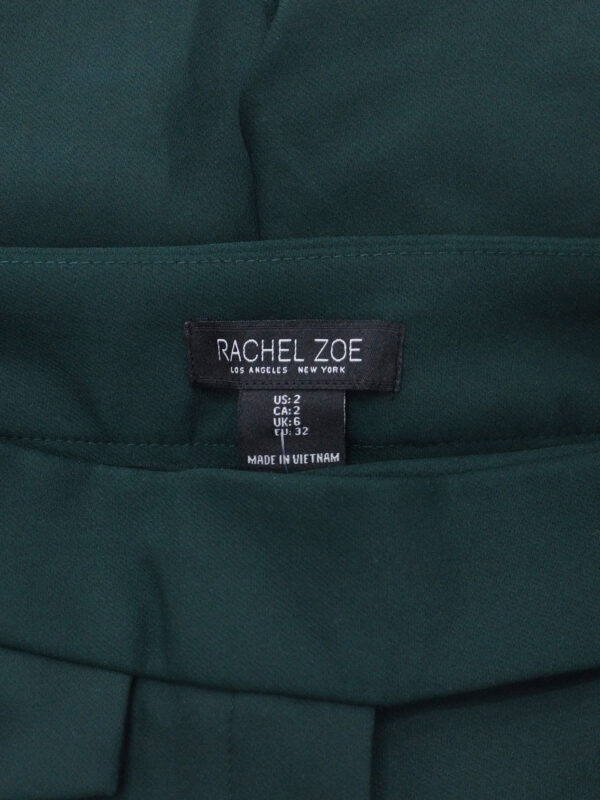 RACHEL ZOE
LOS ANGELES NEW YORK
US: 2
CA: 2
UK: 6
EU: 32
MADE IN VIETNAM